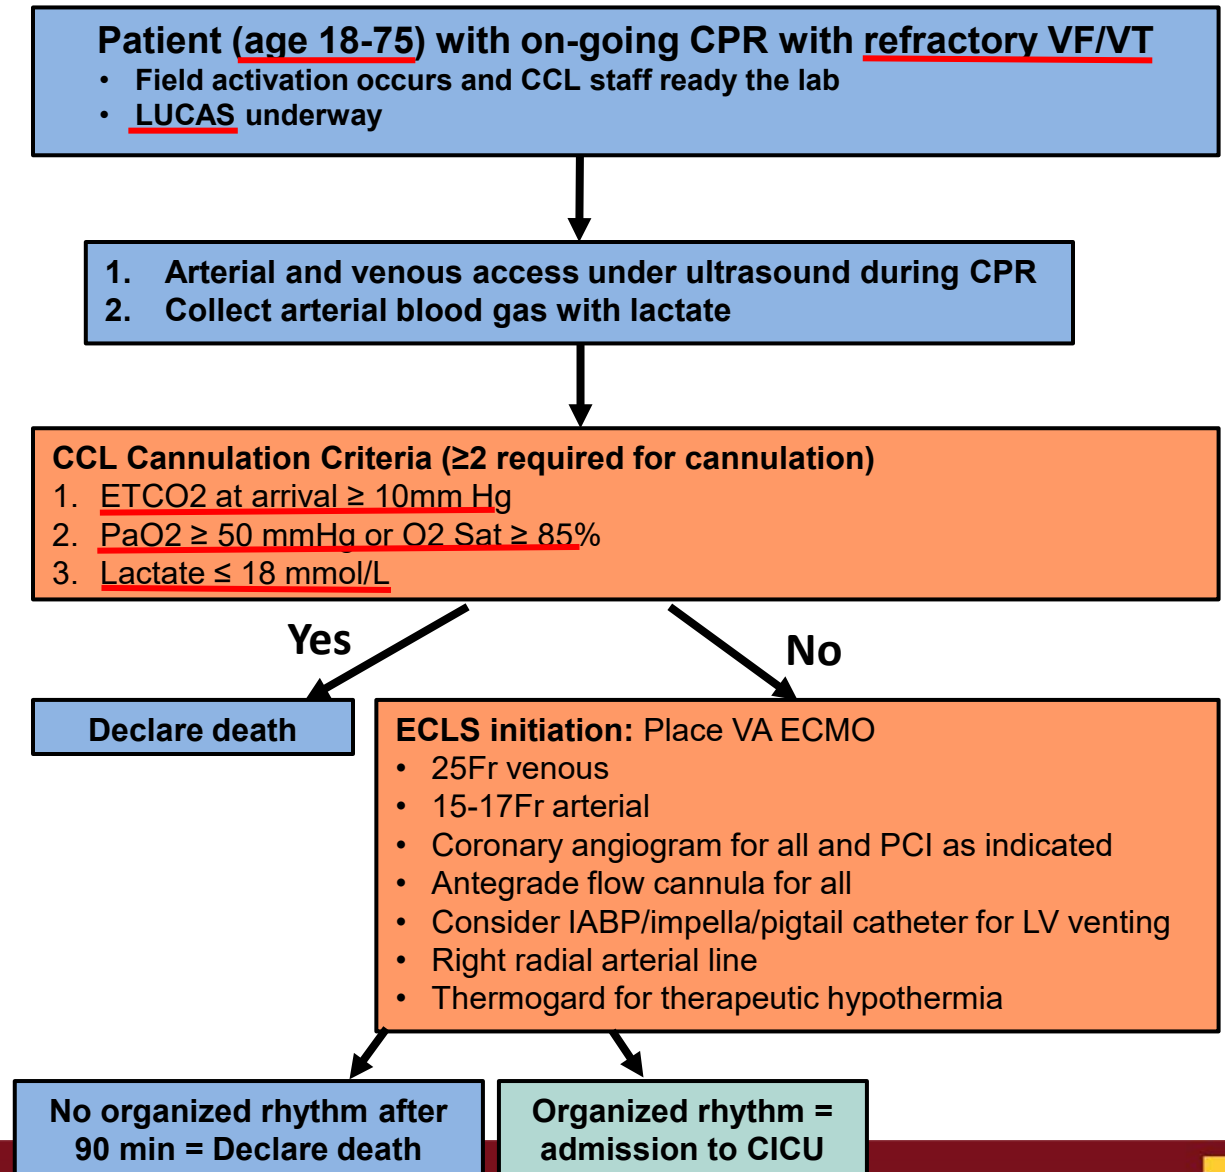 Patient (age 18-75) with on-going CPR with refractory VF/VT
• Field activation occurs and CCL staff ready the lab
• LUCAS underway
1. Arterial and venous access under ultrasound during CPR
2. Collect arterial blood gas with lactate
CCL Cannulation Criteria (≥2 required for cannulation)
1. ETCO2 at arrival ≥ 10mm Hg
2. PaO2 ≥ 50 mmHg or O2 Sat ≥ 85%
3. Lactate ≤ 18 mmol/L
Yes
No
Declare death
ECLS initiation: Place VA ECMO
• 25Fr venous
• 15-17Fr arterial
• Coronary angiogram for all and PCI as indicated
• Antegrade flow cannula for all
• Consider IABP/impella/pigtail catheter for LV venting
• Right radial arterial line
• Thermogard for therapeutic hypothermia
No organized rhythm after
90 min = Declare death
Organized rhythm =
admission to CICU